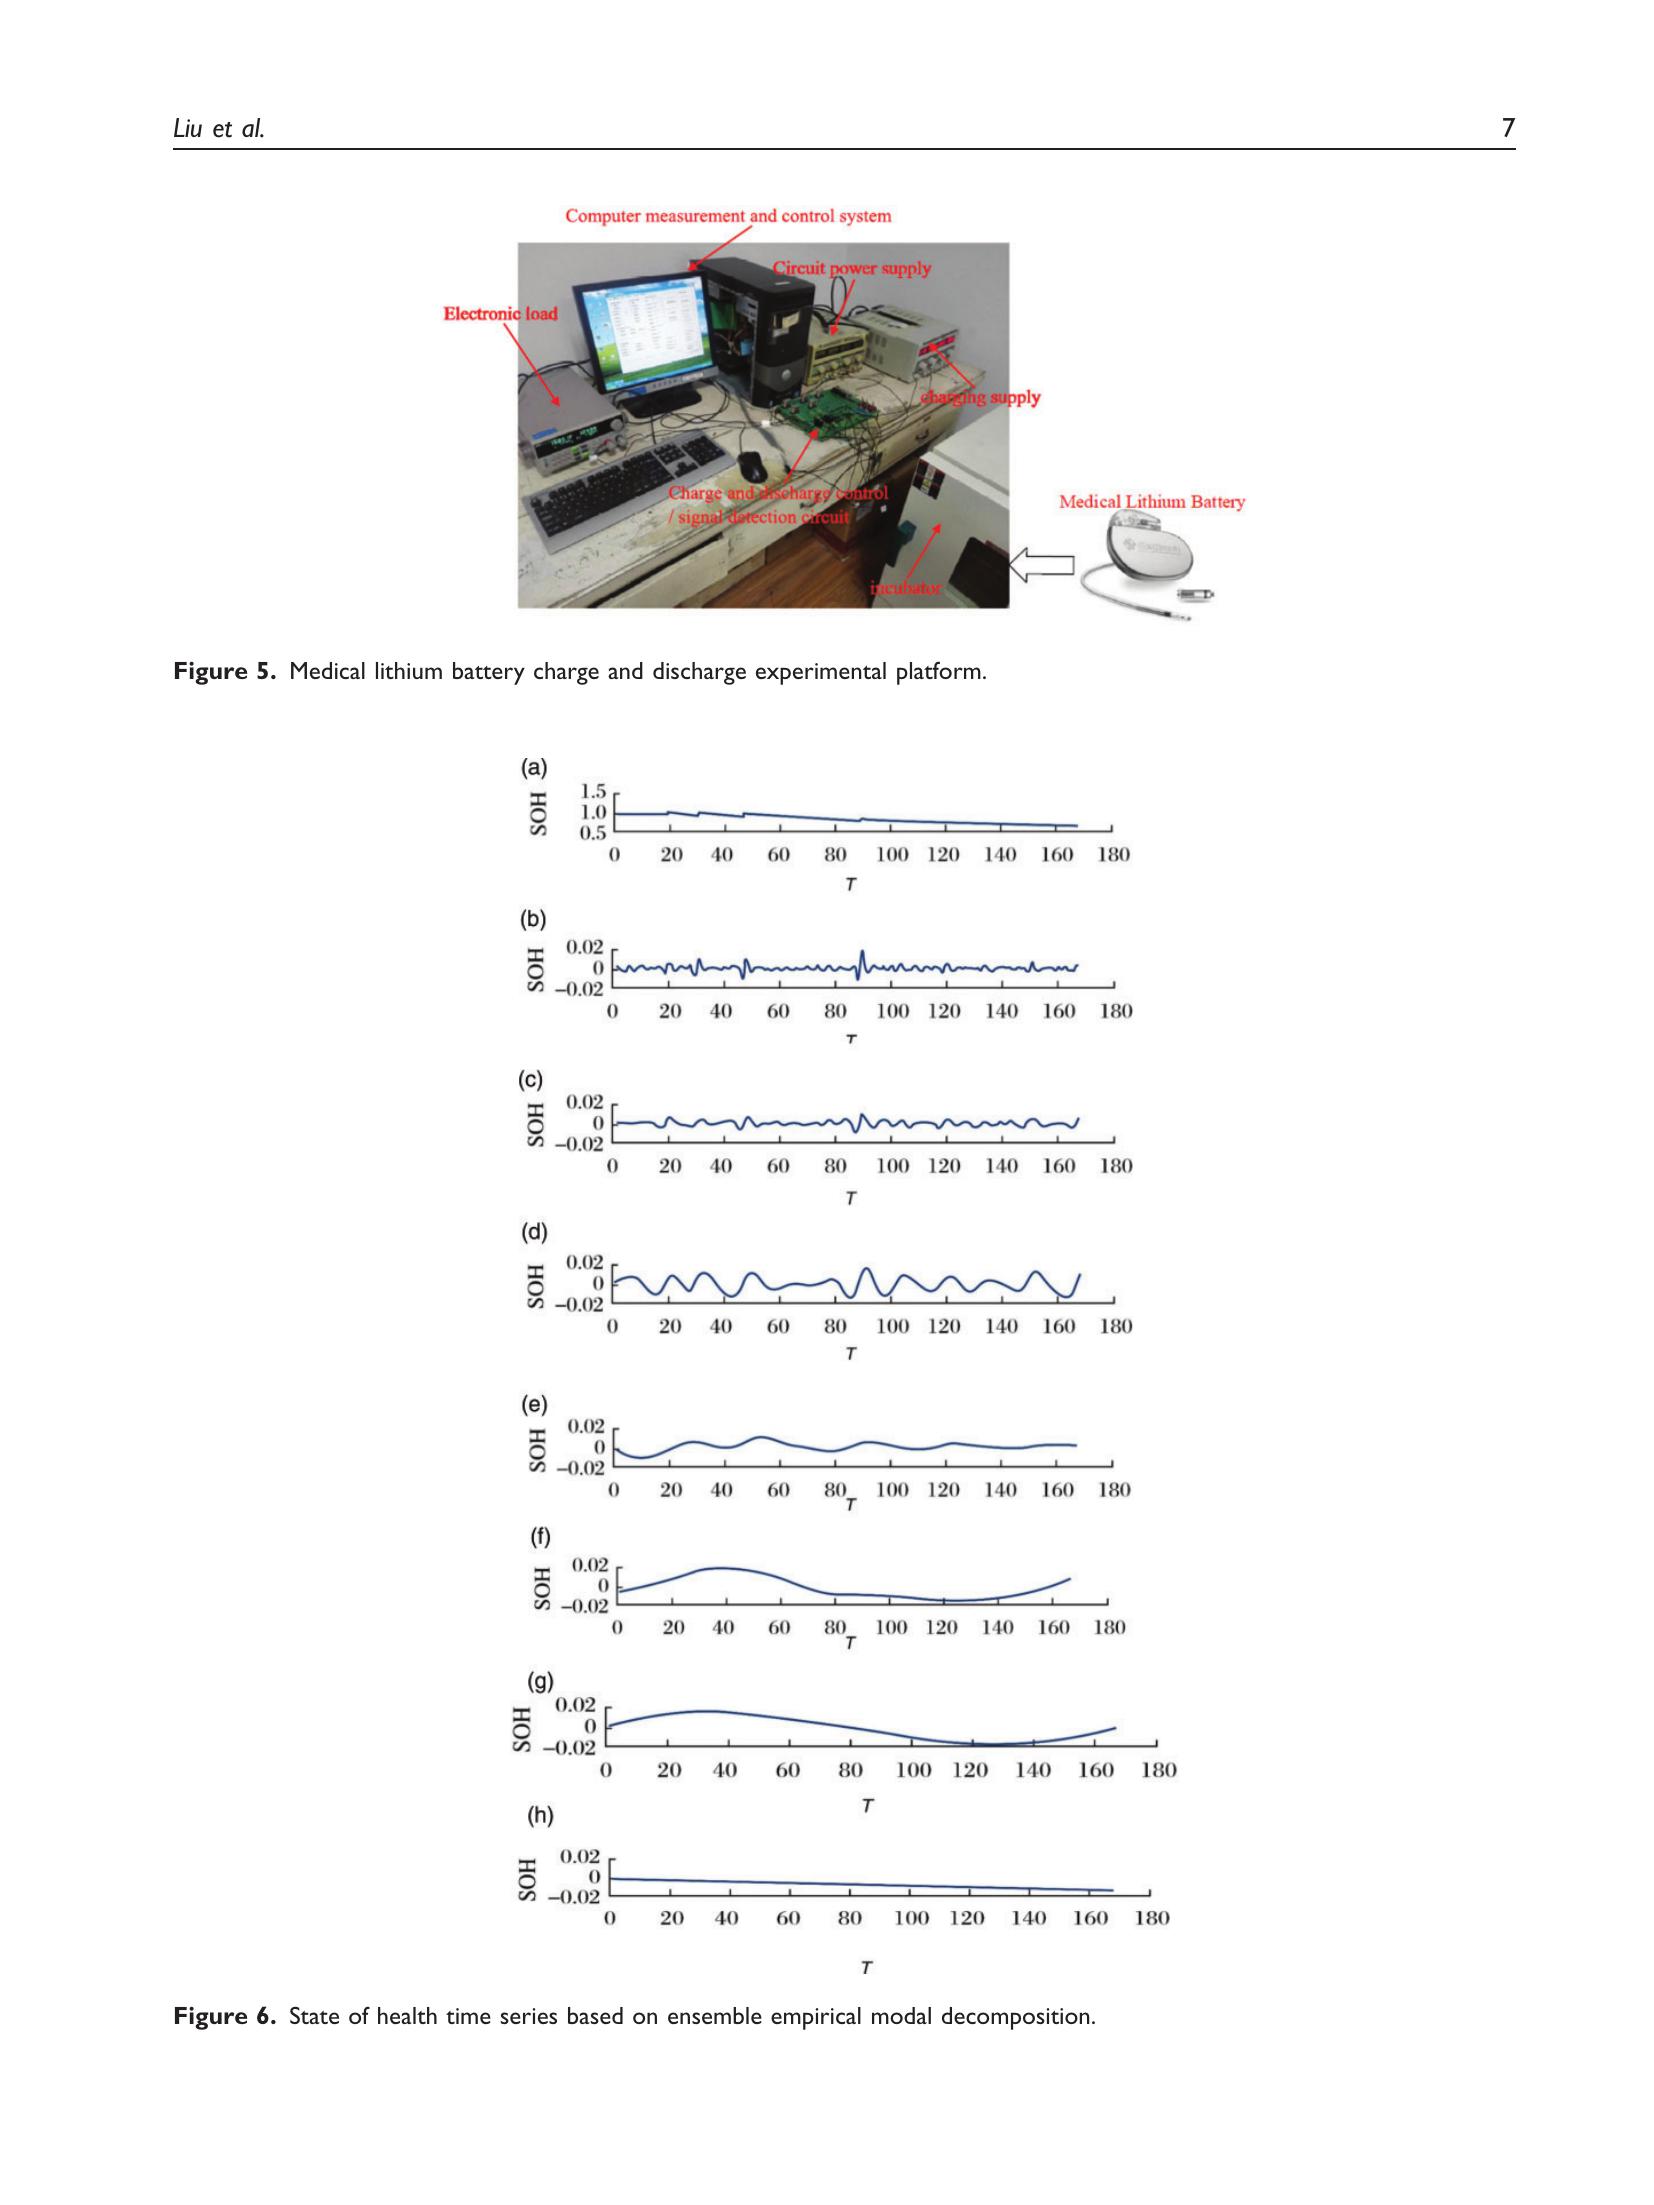 Liu et al.
7
Computer measurement and control system
Circuit power supply
Electronic load
charging supply
Charge and discharge control
/ signal detection circuit
Medical Lithium Battery
incubator
Figure 5. Medical lithium battery charge and discharge experimental platform.
(a)
SOH
1.5
1.0
0.5
0 20 40 60 80 100 120 140 160 180
T
(b)
SOH
0.02
0
−0.02
0 20 40 60 80 100 120 140 160 180
T
(c)
SOH
0.02
0
−0.02
0 20 40 60 80 100 120 140 160 180
T
(d)
SOH
0.02
0
−0.02
0 20 40 60 80 100 120 140 160 180
T
(e)
SOH
0.02
0
−0.02
0 20 40 60 80 100 120 140 160 180
T
(f)
SOH
0.02
0
−0.02
0 20 40 60 80 100 120 140 160 180
T
(g)
SOH
0.02
0
−0.02
0 20 40 60 80 100 120 140 160 180
T
(h)
SOH
0.02
0
−0.02
0 20 40 60 80 100 120 140 160 180
T
Figure 6. State of health time series based on ensemble empirical modal decomposition.